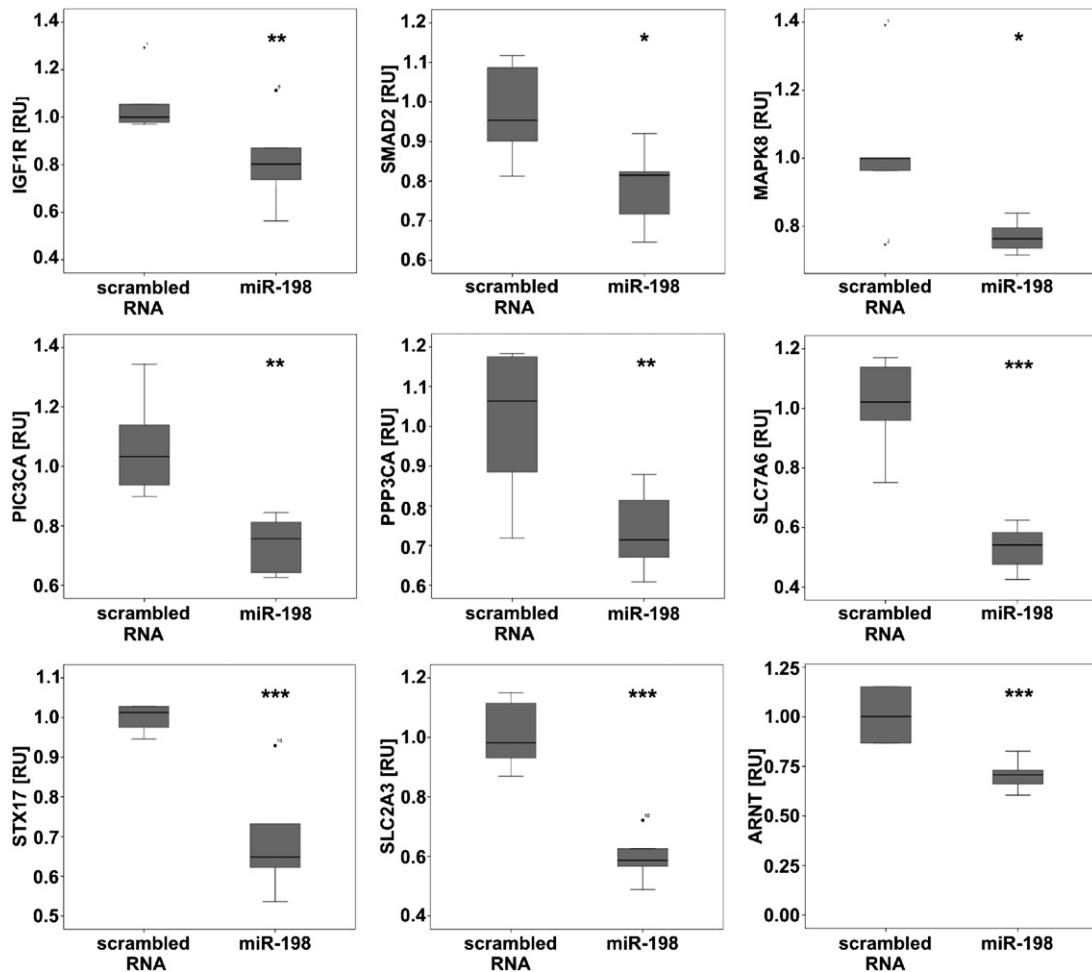 IGF1R [RU]
1.4
1.2
1.0
0.8
0.6
0.4
**
scrambled RNA
miR-198
SMAD2 [RU]
1.2
1.1
1.0
0.9
0.8
0.7
0.6
*
scrambled RNA
miR-198
MAPK8 [RU]
1.4
1.2
1.0
0.8
*
scrambled RNA
miR-198
PIC3CA [RU]
1.4
1.2
1.0
0.8
0.6
**
scrambled RNA
miR-198
PPP3CA [RU]
1.2
1.1
1.0
0.9
0.8
0.7
0.6
**
scrambled RNA
miR-198
SLC7A6 [RU]
1.2
1.0
0.8
0.6
0.4
***
scrambled RNA
miR-198
STX17 [RU]
1.1
1.0
0.9
0.8
0.7
0.6
0.5
***
10
scrambled RNA
miR-198
SLC2A3 [RU]
1.2
1.0
0.8
0.6
0.4
***
10
scrambled RNA
miR-198
ARNT [RU]
1.25
1.00
0.75
0.50
0.25
0.00
***
scrambled RNA
miR-198